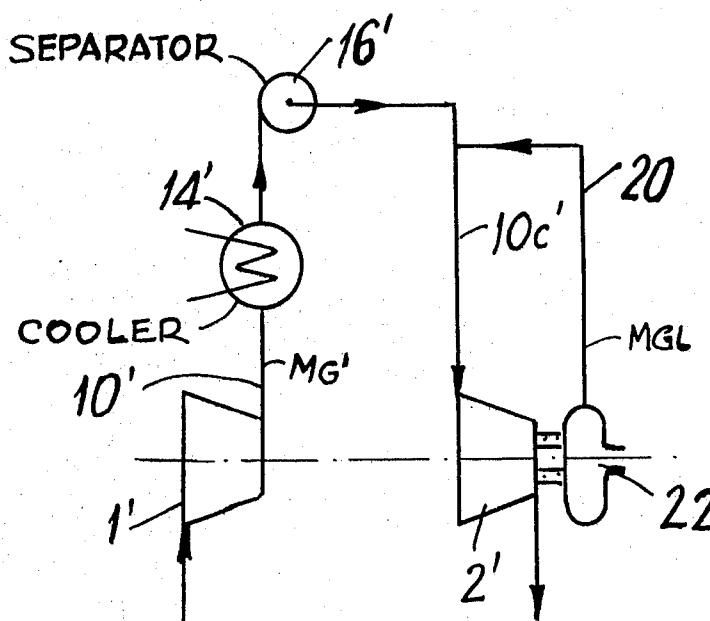 SEPARATOR
16'
14'
20
10c'
COOLER
MG'
MGL
10'
1'
2'
22